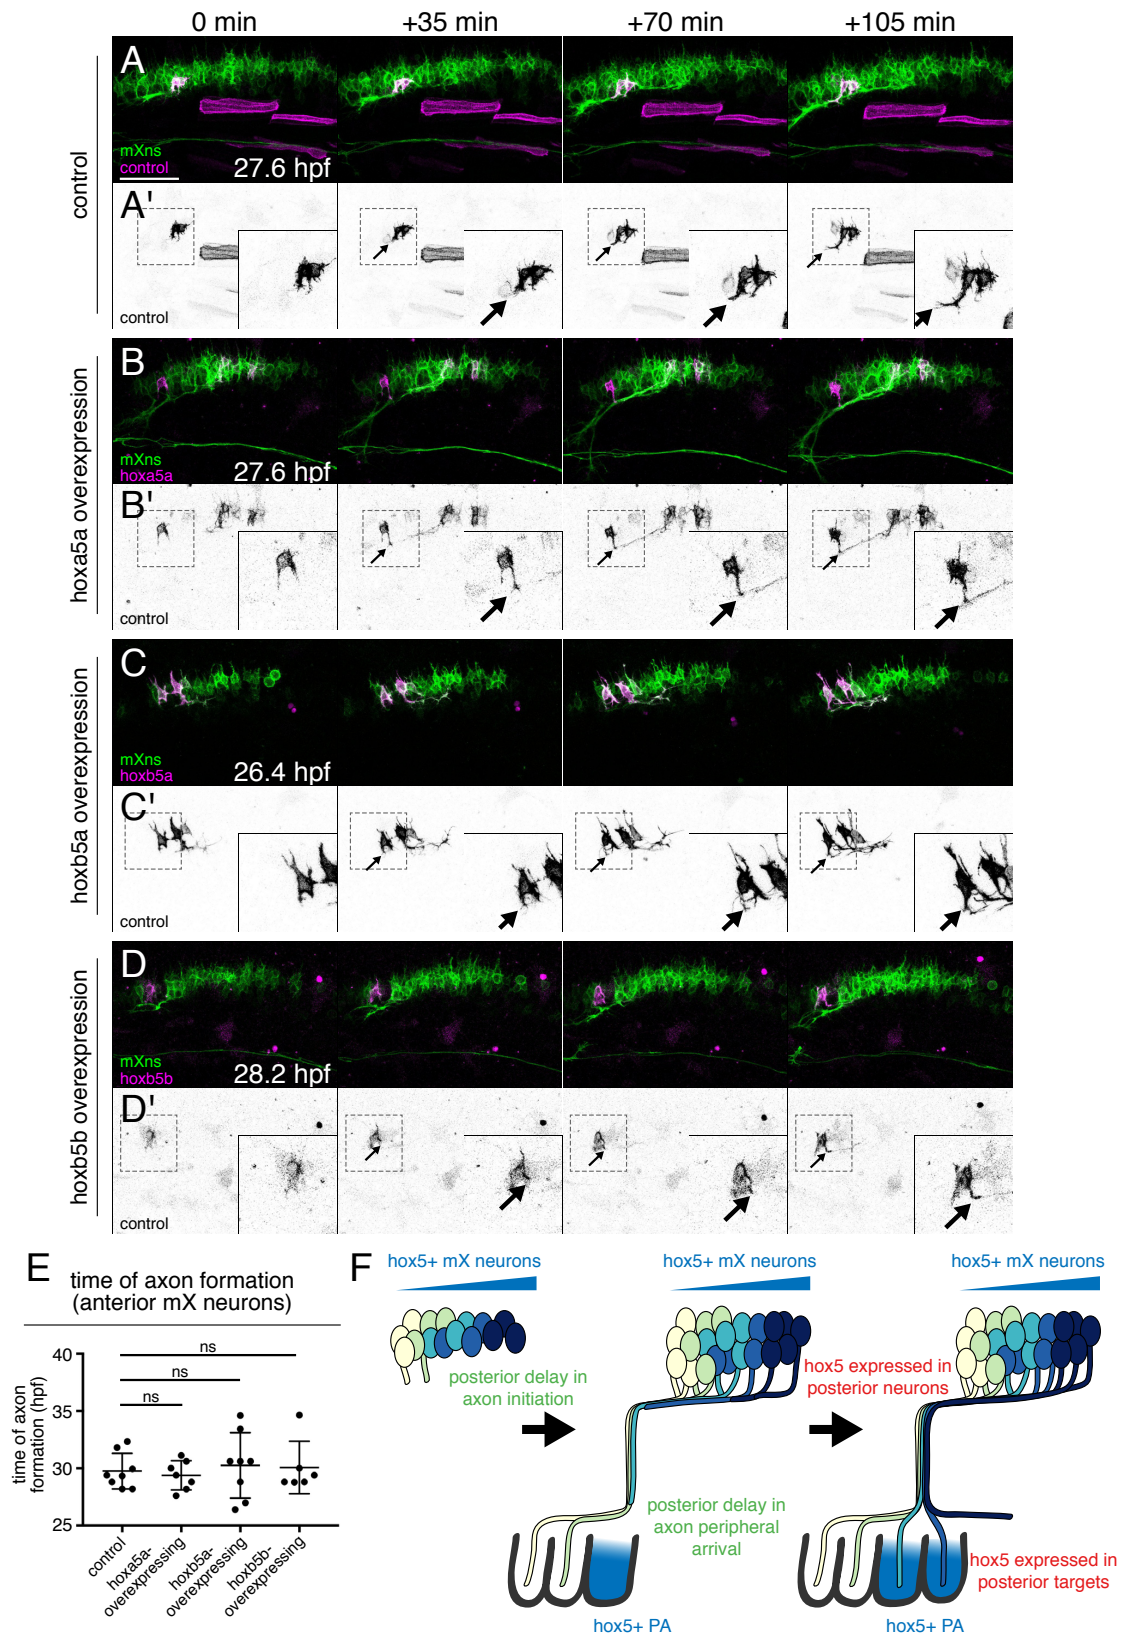 0 min
+35 min
+70 min
+105 min
control
A
mXns
control
27.6 hpf
A'
control
hoxa5a overexpression
B
mXns
hoxa5a
27.6 hpf
B'
control
hoxb5a overexpression
C
mXns
hoxb5a
26.4 hpf
C'
control
hoxb5b overexpression
D
mXns
hoxb5b
28.2 hpf
D'
control
E
time of axon formation
(anterior mX neurons)
ns
ns
ns
time of axon
formation (hpf)
40
35
30
25
control
hoxa5a-
overexpressing
hoxb5a-
overexpressing
hoxb5b-
overexpressing
F
hox5+ mX neurons
hox5+ mX neurons
hox5+ mX neurons
posterior delay in
axon initiation
hox5 expressed in
posterior neurons
posterior delay in
axon peripheral
arrival
hox5 expressed in
posterior targets
hox5+ PA
hox5+ PA